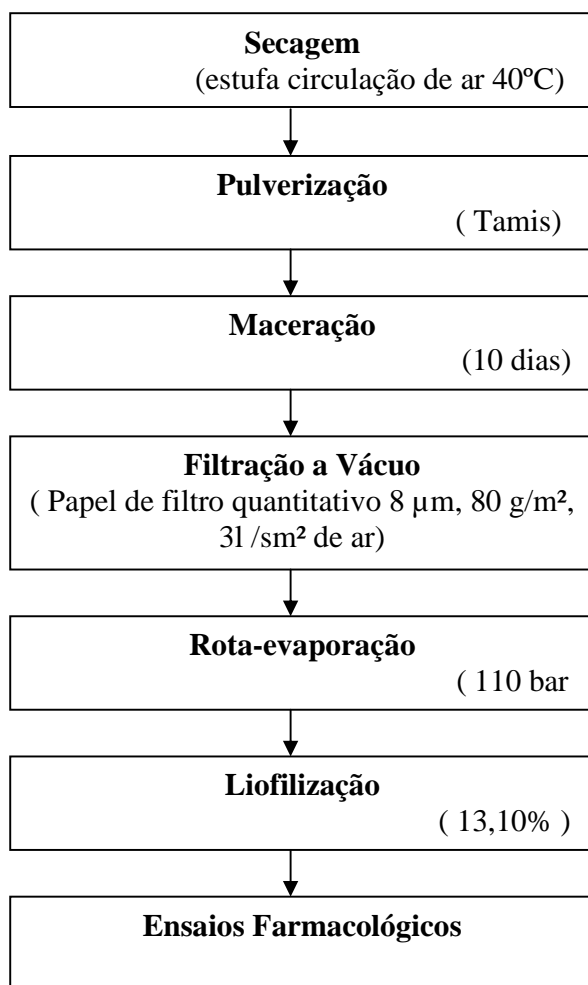 Secagem
(estufa circulação de ar 40ºC)
Pulverização
( Tamis)
Maceração
(10 dias)
Filtração a Vácuo
( Papel de filtro quantitativo 8 µm, 80 g/m²,
3l /sm² de ar)
Rota-evaporação
( 110 bar
Liofilização
( 13,10% )
Ensaios Farmacológicos